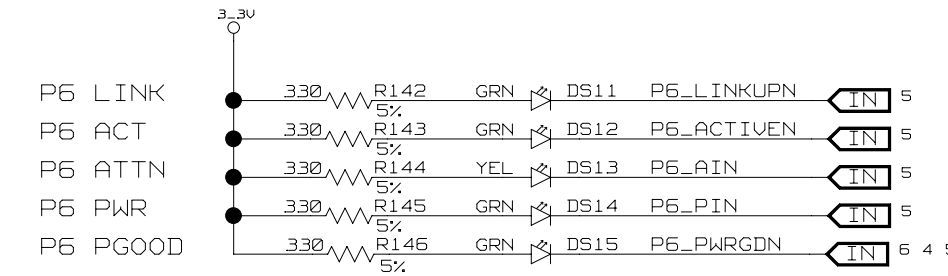 3_3V
P6 LINK 330 R142 5% GRN DS11 P6_LINKUPN IN 5
P6 ACT 330 R143 5% GRN DS12 P6_ACTIVEN IN 5
P6 ATTN 330 R144 5% YEL DS13 P6_AIN IN 5
P6 PWR 330 R145 5% GRN DS14 P6_PIN IN 5
P6 PGOOD 330 R146 5% GRN DS15 P6_PWRGDN IN 6 4